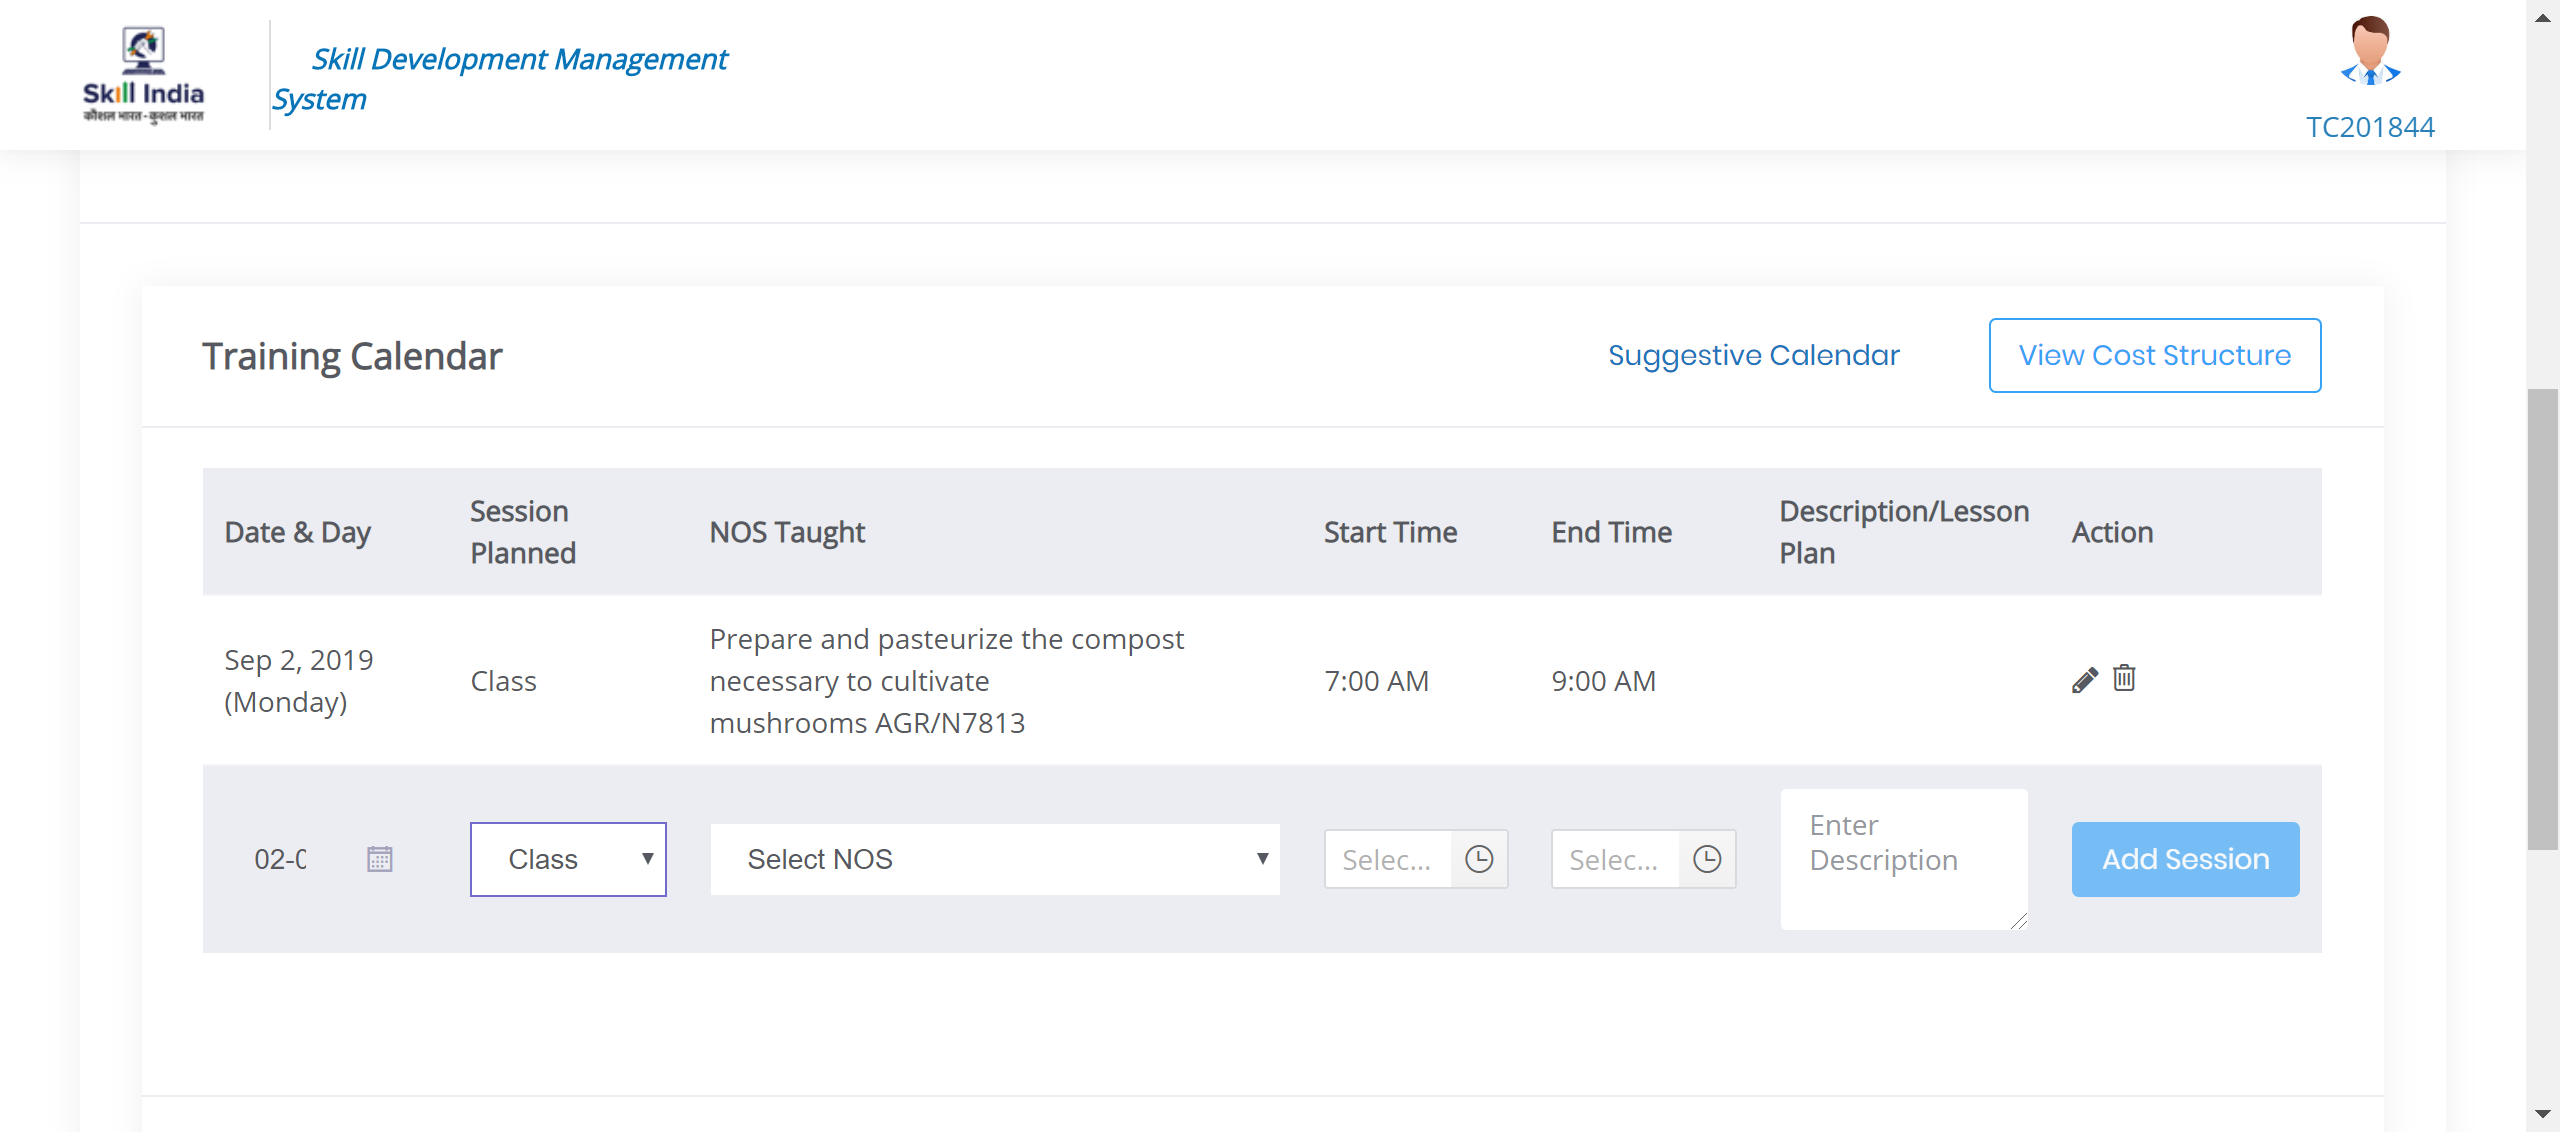 Skill India
कौशल भारत - कुशल भारत
Skill Development Management
System
TC201844
Training Calendar
Suggestive Calendar
View Cost Structure
Date & Day
Session
Planned
NOS Taught
Start Time
End Time
Description/Lesson
Plan
Action
Sep 2, 2019
(Monday)
Class
Prepare and pasteurize the compost
necessary to cultivate
mushrooms AGR/N7813
7:00 AM
9:00 AM
02-0
Class
Select NOS
Selec...
Selec...
Enter
Description
Add Session